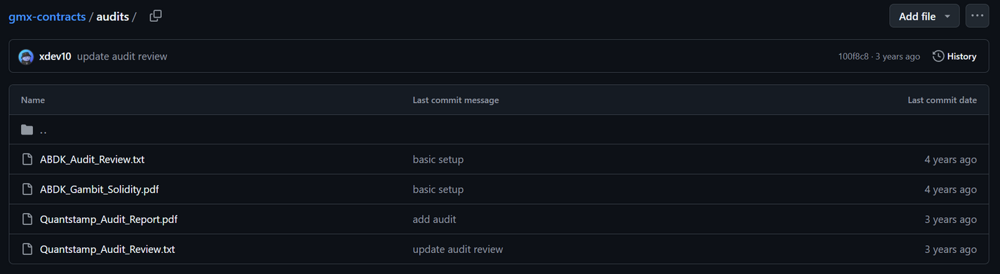 gmx-contracts / audits /
Add file
xdev10 update audit review
100f8c8 · 3 years ago History
Name Last commit message Last commit date
..
ABDK_Audit_Review.txt basic setup 4 years ago
ABDK_Gambit_Solidity.pdf basic setup 4 years ago
Quantstamp_Audit_Report.pdf add audit 3 years ago
Quantstamp_Audit_Review.txt update audit review 3 years ago